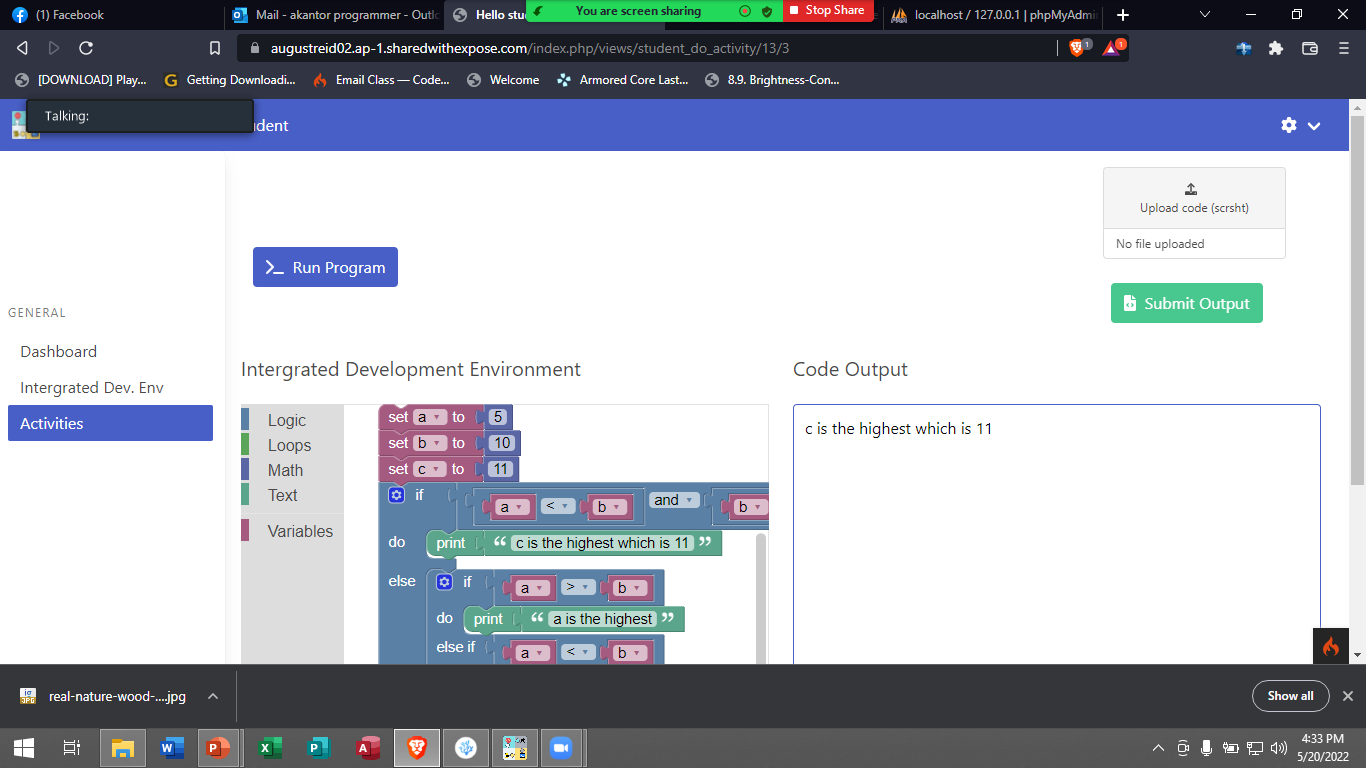 (1) Facebook
Mail - akantor programmer - Outl
Hello stu
You are screen sharing
Stop Share
localhost / 127.0.0.1 | phpMyAdmi
augustreid02.ap-1.sharedwithexpose.com/index.php/views/student_do_activity/13/3
1
1
[DOWNLOAD] Play...
Getting Downloadi...
Email Class — Code...
Welcome
Armored Core Last...
8.9. Brightness-Con...
Talking:
dent
Upload code (scrsht)
No file uploaded
Run Program
Submit Output
GENERAL
Dashboard
Intergrated Dev. Env
Activities
Intergrated Development Environment
Code Output
Logic
Loops
Math
Text
Variables
set a to 5
set b to 10
set c to 11
if a < b and b
do print “ c is the highest which is 11 ”
else if a > b
do print “ a is the highest ”
else if a < b
c is the highest which is 11
real-nature-wood-....jpg
Show all
4:33 PM
5/20/2022